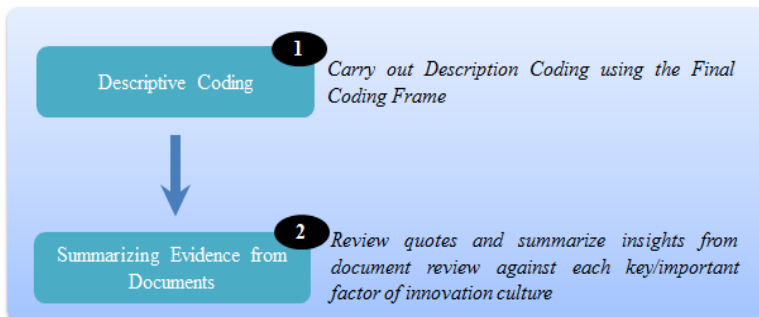 1
Descriptive Coding
Carry out Description Coding using the Final
Coding Frame
2
Summarizing Evidence from
Documents
Review quotes and summarize insights from
document review against each key/important
factor of innovation culture